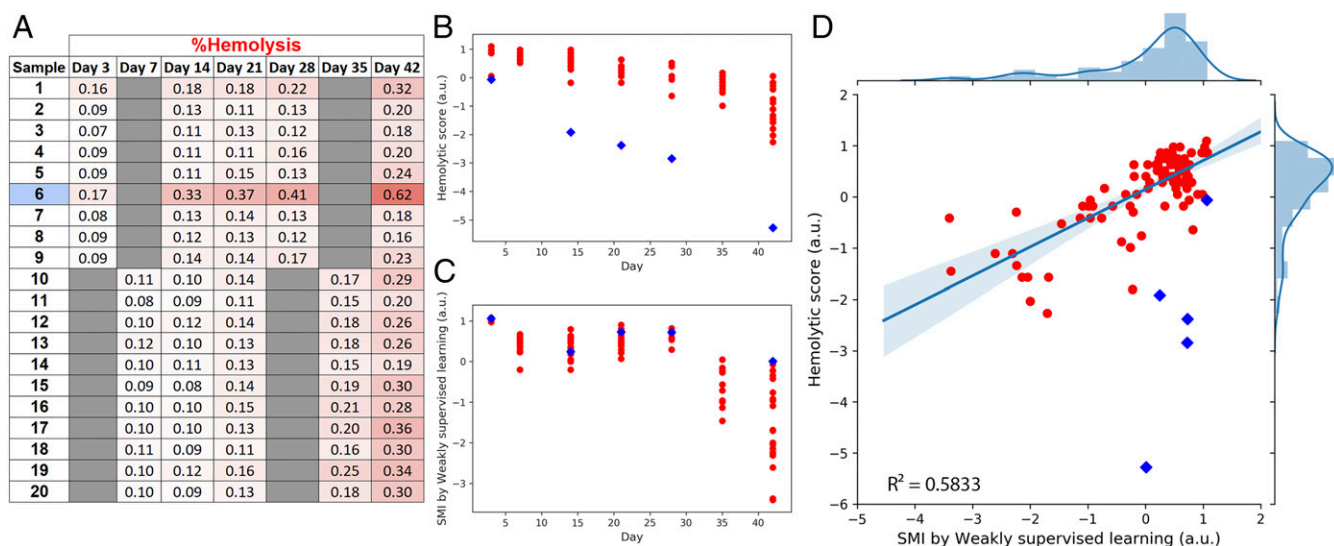 A
%Hemolysis
Sample Day 3 Day 7 Day 14 Day 21 Day 28 Day 35 Day 42
1 0.16 0.18 0.18 0.22 0.32
2 0.09 0.13 0.11 0.13 0.20
3 0.07 0.11 0.13 0.12 0.18
4 0.09 0.11 0.11 0.16 0.20
5 0.09 0.11 0.15 0.13 0.24
6 0.17 0.33 0.37 0.41 0.62
7 0.08 0.13 0.14 0.13 0.18
8 0.09 0.12 0.13 0.12 0.16
9 0.09 0.14 0.14 0.17 0.23
10 0.11 0.10 0.14 0.17 0.29
11 0.08 0.09 0.11 0.15 0.20
12 0.10 0.12 0.14 0.18 0.26
13 0.12 0.10 0.13 0.18 0.26
14 0.10 0.11 0.13 0.15 0.19
15 0.09 0.08 0.14 0.19 0.30
16 0.10 0.10 0.15 0.21 0.28
17 0.10 0.10 0.13 0.20 0.36
18 0.11 0.09 0.11 0.16 0.30
19 0.10 0.12 0.16 0.25 0.34
20 0.10 0.09 0.13 0.18 0.30
B
Hemolytic score (a.u.)
1
0
−1
−2
−3
−4
−5
5 10 15 20 25 30 35 40
Day
C
SMI by Weakly supervised learning (a.u.)
1
0
−1
−2
−3
5 10 15 20 25 30 35 40
Day
D
Hemolytic score (a.u.)
2
1
0
−1
−2
−3
−4
−5
−6
R² = 0.5833
−5 −4 −3 −2 −1 0 1 2
SMI by Weakly supervised learning (a.u.)